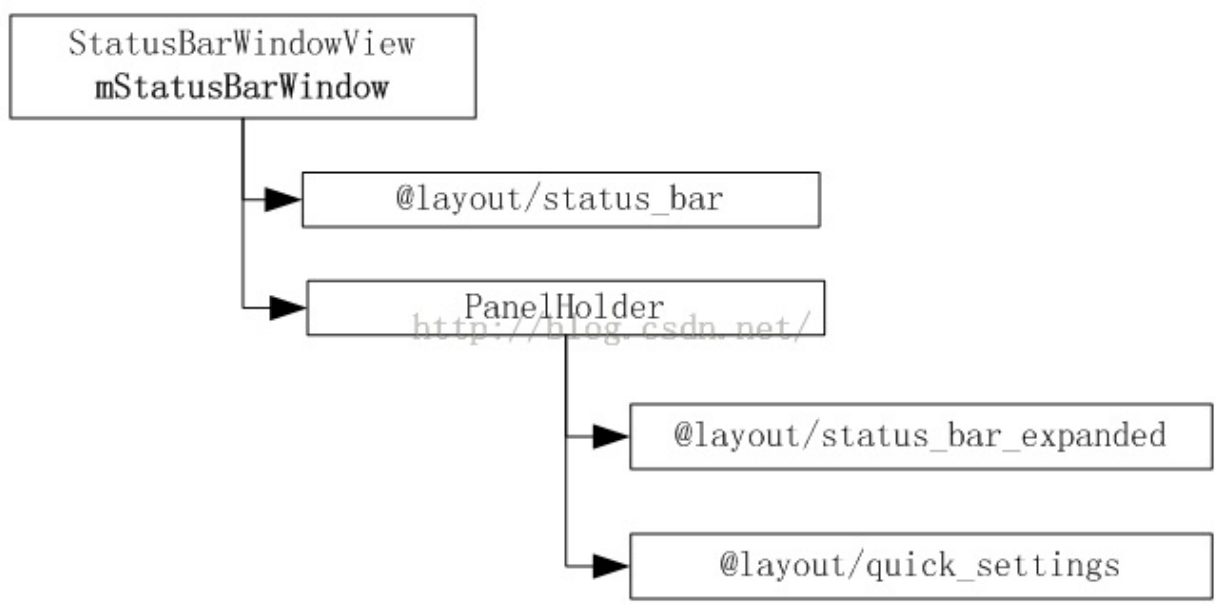 StatusBarWindowView
mStatusBarWindow
@layout/status_bar
PanelHolder
http://blog.csdn.net/
@layout/status_bar_expanded
@layout/quick_settings